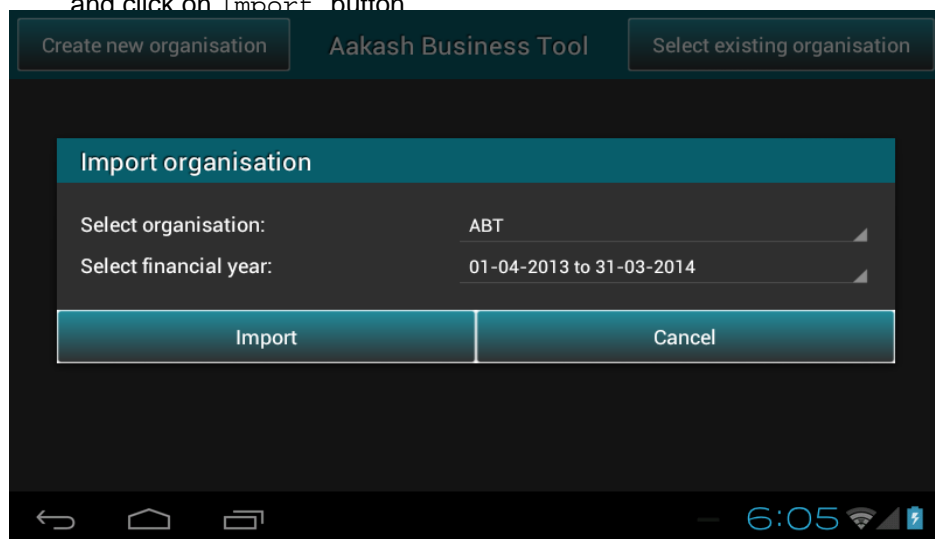 and click on Import button
Create new organisation Aakash Business Tool Select existing organisation
Import organisation
Select organisation: ABT
Select financial year: 01-04-2013 to 31-03-2014
Import Cancel
6:05